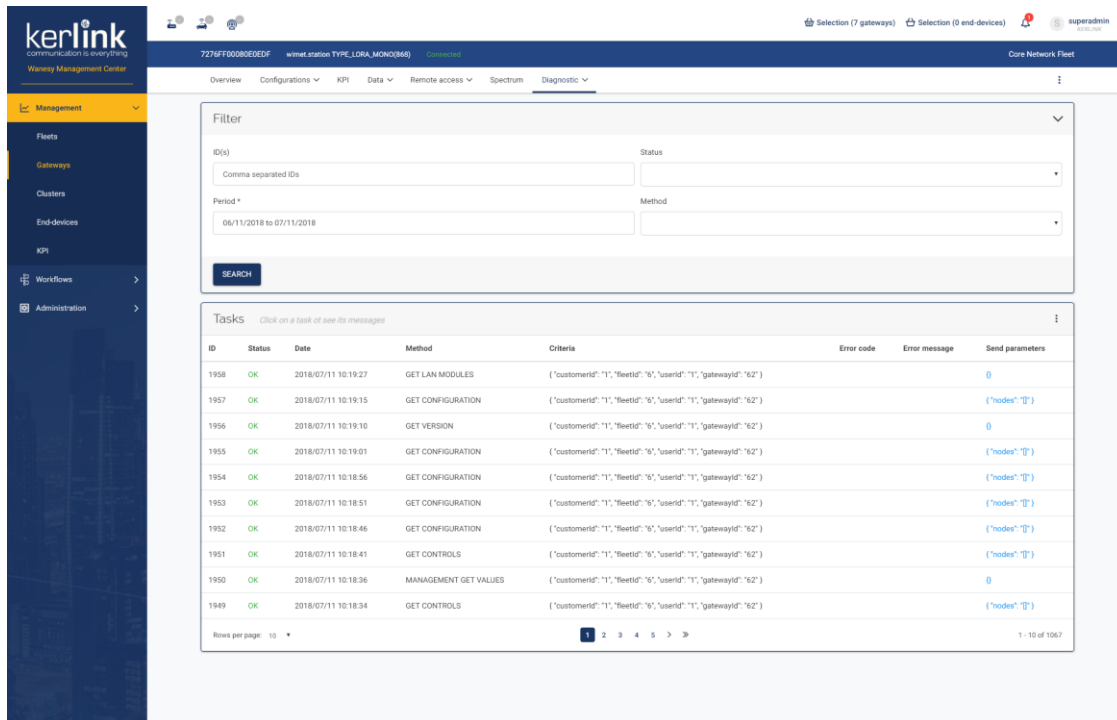 kerlink
communication is everything
Wanesy Management Center
Selection (7 gateways) Selection (0 end-devices) 1 S superadmin
KERLINK
7276FF00080E0EDF wirnet.station TYPE_LORA_MONO(868) Connected Core Network Fleet
Overview Configurations KPI Data Remote access Spectrum Diagnostic
Management
Fleets
Gateways
Clusters
End-devices
KPI
Workflows
Administration
Filter
ID(s) Status
Comma separated IDs
Period * Method
06/11/2018 to 07/11/2018
SEARCH
Tasks Click on a task ot see its messages
ID Status Date Method Criteria Error code Error message Send parameters
1958 OK 2018/07/11 10:19:27 GET LAN MODULES { "customerId": "1", "fleetId": "6", "userId": "1", "gatewayId": "62" } {}
1957 OK 2018/07/11 10:19:15 GET CONFIGURATION { "customerId": "1", "fleetId": "6", "userId": "1", "gatewayId": "62" } { "nodes": "[]" }
1956 OK 2018/07/11 10:19:10 GET VERSION { "customerId": "1", "fleetId": "6", "userId": "1", "gatewayId": "62" } {}
1955 OK 2018/07/11 10:19:01 GET CONFIGURATION { "customerId": "1", "fleetId": "6", "userId": "1", "gatewayId": "62" } { "nodes": "[]" }
1954 OK 2018/07/11 10:18:56 GET CONFIGURATION { "customerId": "1", "fleetId": "6", "userId": "1", "gatewayId": "62" } { "nodes": "[]" }
1953 OK 2018/07/11 10:18:51 GET CONFIGURATION { "customerId": "1", "fleetId": "6", "userId": "1", "gatewayId": "62" } { "nodes": "[]" }
1952 OK 2018/07/11 10:18:46 GET CONFIGURATION { "customerId": "1", "fleetId": "6", "userId": "1", "gatewayId": "62" } { "nodes": "[]" }
1951 OK 2018/07/11 10:18:41 GET CONTROLS { "customerId": "1", "fleetId": "6", "userId": "1", "gatewayId": "62" } { "nodes": "[]" }
1950 OK 2018/07/11 10:18:36 MANAGEMENT GET VALUES { "customerId": "1", "fleetId": "6", "userId": "1", "gatewayId": "62" } {}
1949 OK 2018/07/11 10:18:34 GET CONTROLS { "customerId": "1", "fleetId": "6", "userId": "1", "gatewayId": "62" } { "nodes": "[]" }
Rows per page: 10 1 2 3 4 5 > » 1 - 10 of 1067